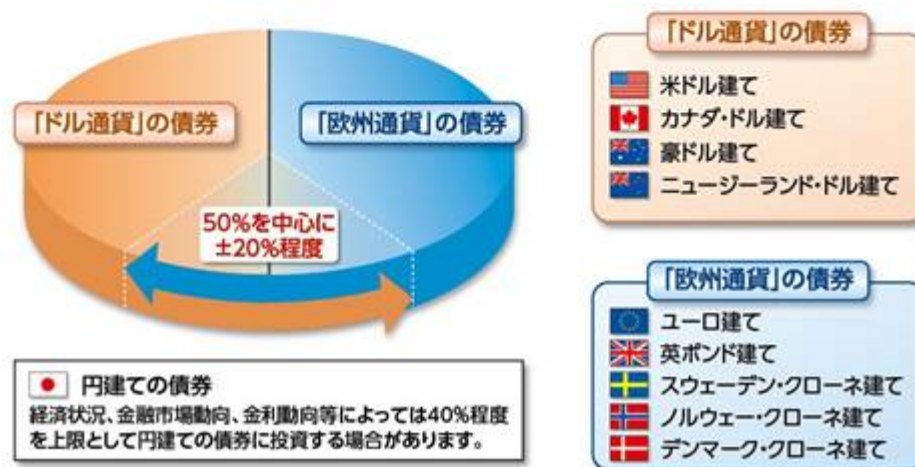 「ドル通貨」の債券
「欧州通貨」の債券
50%を中心に
±20%程度
円建ての債券
経済状況、金融市場動向、金利動向等によっては40%程度
を上限として円建ての債券に投資する場合があります。
「ドル通貨」の債券
米ドル建て
カナダ・ドル建て
豪ドル建て
ニュージーランド・ドル建て
「欧州通貨」の債券
ユーロ建て
英ポンド建て
スウェーデン・クローネ建て
ノルウェー・クローネ建て
デンマーク・クローネ建て